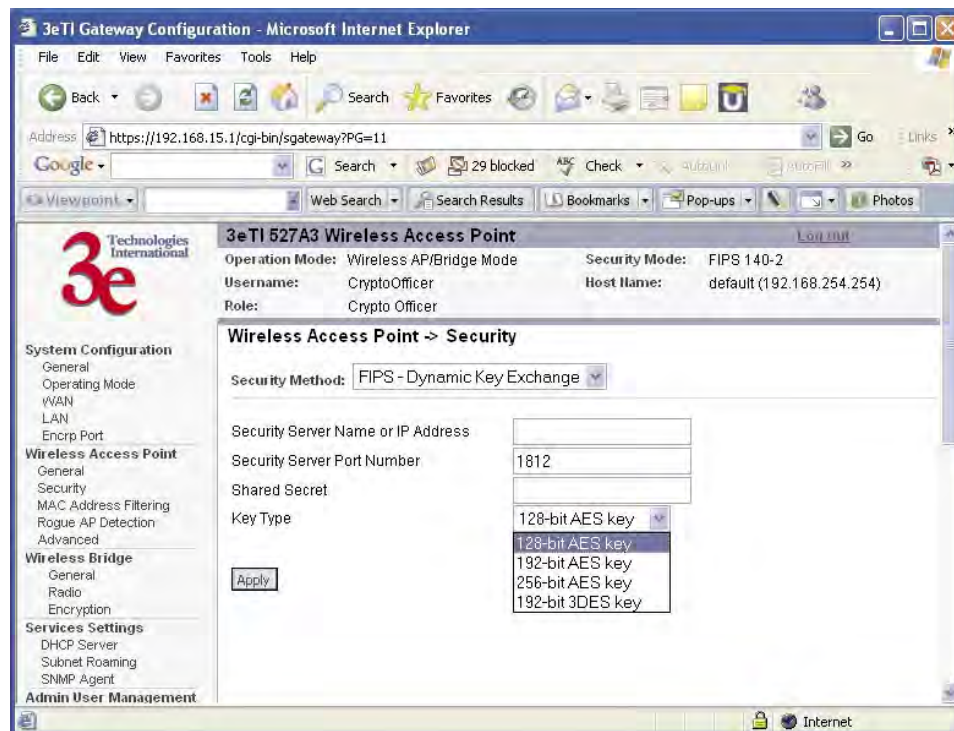 3eTI Gateway Configuration - Microsoft Internet Explorer
File Edit View Favorites Tools Help
Back Search Favorites
Address https://192.168.15.1/cgi-bin/sgateway?PG=11 Go Links »
Google Search 29 blocked ABC Check AutoFill »
Viewpoint Web Search Search Results Bookmarks Pop-ups Photos
3e Technologies International
3eTI 527A3 Wireless Access Point Log out
Operation Mode: Wireless AP/Bridge Mode Security Mode: FIPS 140-2
Username: CryptoOfficer Host Name: default (192.168.254.254)
Role: Crypto Officer
System Configuration
General
Operating Mode
WAN
LAN
Encrp Port
Wireless Access Point
General
Security
MAC Address Filtering
Rogue AP Detection
Advanced
Wireless Bridge
General
Radio
Encryption
Services Settings
DHCP Server
Subnet Roaming
SNMP Agent
Admin User Management
Wireless Access Point -> Security
Security Method: FIPS - Dynamic Key Exchange
Security Server Name or IP Address
Security Server Port Number 1812
Shared Secret
Key Type 128-bit AES key
128-bit AES key
192-bit AES key
256-bit AES key
192-bit 3DES key
Apply
Internet